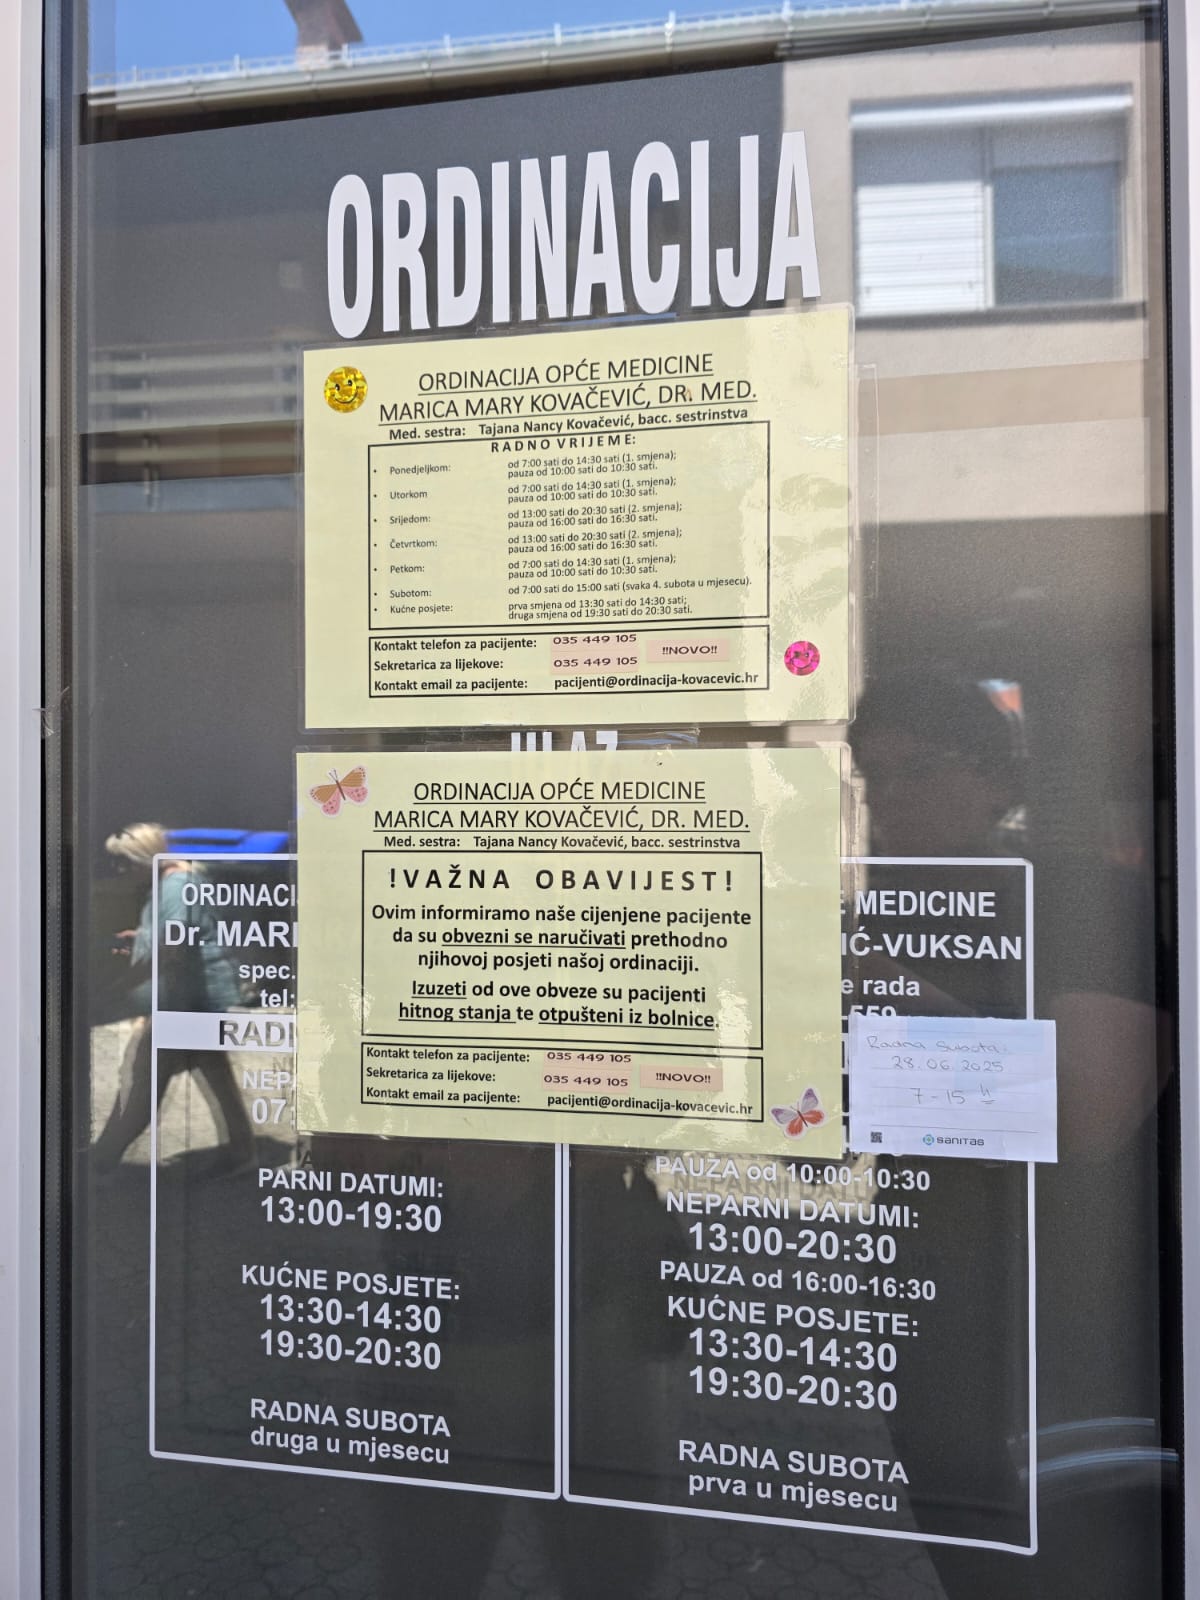 ORDINACIJA
ORDINACIJA OPĆE MEDICINE
MARICA MARY KOVAČEVIĆ, DR. MED.
Med. sestra: Tajana Nancy Kovačević, bacc. sestrinstva
RADNO VRIJEME:
• Ponedjeljkom: od 7:00 sati do 14:30 sati (1. smjena);
pauza od 10:00 sati do 10:30 sati.
• Utorkom od 7:00 sati do 14:30 sati (1. smjena);
pauza od 10:00 sati do 10:30 sati.
• Srijedom: od 13:00 sati do 20:30 sati (2. smjena);
pauza od 16:00 sati do 16:30 sati.
• Četvrtkom: od 13:00 sati do 20:30 sati (2. smjena);
pauza od 16:00 sati do 16:30 sati.
• Petkom: od 7:00 sati do 14:30 sati (1. smjena);
pauza od 10:00 sati do 10:30 sati.
• Subotom: od 7:00 sati do 15:00 sati (svaka 4. subota u mjesecu).
• Kućne posjete: prva smjena od 13:30 sati do 14:30 sati;
druga smjena od 19:30 sati do 20:30 sati.
Kontakt telefon za pacijente: 035 449 105
!!NOVO!!
Sekretarica za lijekove: 035 449 105
Kontakt email za pacijente: pacijenti@ordinacija-kovacevic.hr
ORDINACIJA OPĆE MEDICINE
MARICA MARY KOVAČEVIĆ, DR. MED.
Med. sestra: Tajana Nancy Kovačević, bacc. sestrinstva
!VAŽNA OBAVIJEST!
Ovim informiramo naše cijenjene pacijente
da su obvezni se naručivati prethodno
njihovoj posjeti našoj ordinaciji.
Izuzeti od ove obveze su pacijenti
hitnog stanja te otpušteni iz bolnice.
Kontakt telefon za pacijente: 035 449 105
Sekretarica za lijekove: 035 449 105 !!NOVO!!
Kontakt email za pacijente: pacijenti@ordinacija-kovacevic.hr
ORDINACI
Dr. MARI
spec.
tel:
RADI
NEP
07:
PARNI DATUMI:
13:00-19:30
KUĆNE POSJETE:
13:30-14:30
19:30-20:30
RADNA SUBOTA
druga u mjesecu
E MEDICINE
IĆ-VUKSAN
e rada
559
Radna Subota:
28.06.2025
7-15 h
SANITAS
PAUZA od 10:00-10:30
NEPARNI DATUMI:
13:00-20:30
PAUZA od 16:00-16:30
KUĆNE POSJETE:
13:30-14:30
19:30-20:30
RADNA SUBOTA
prva u mjesecu